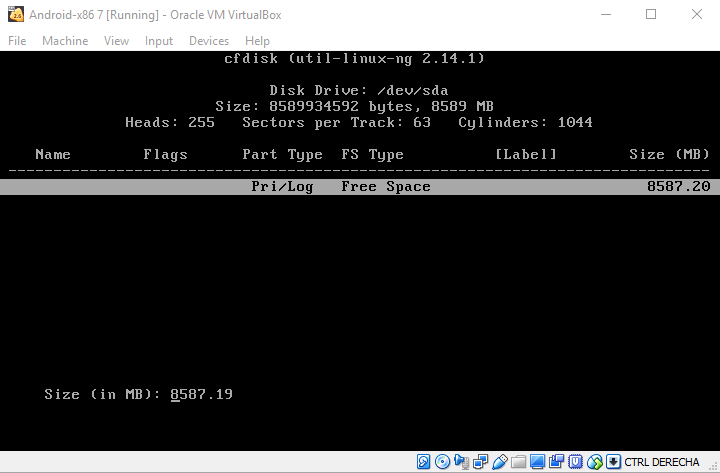 Android-x86 7 [Running] - Oracle VM VirtualBox
File Machine View Input Devices Help
cfdisk (util-linux-ng 2.14.1)
Disk Drive: /dev/sda
Size: 8589934592 bytes, 8589 MB
Heads: 255 Sectors per Track: 63 Cylinders: 1044
Name Flags Part Type FS Type [Label] Size (MB)
Pri/Log Free Space 8587.20
Size (in MB): 8587.19
CTRL DERECHA